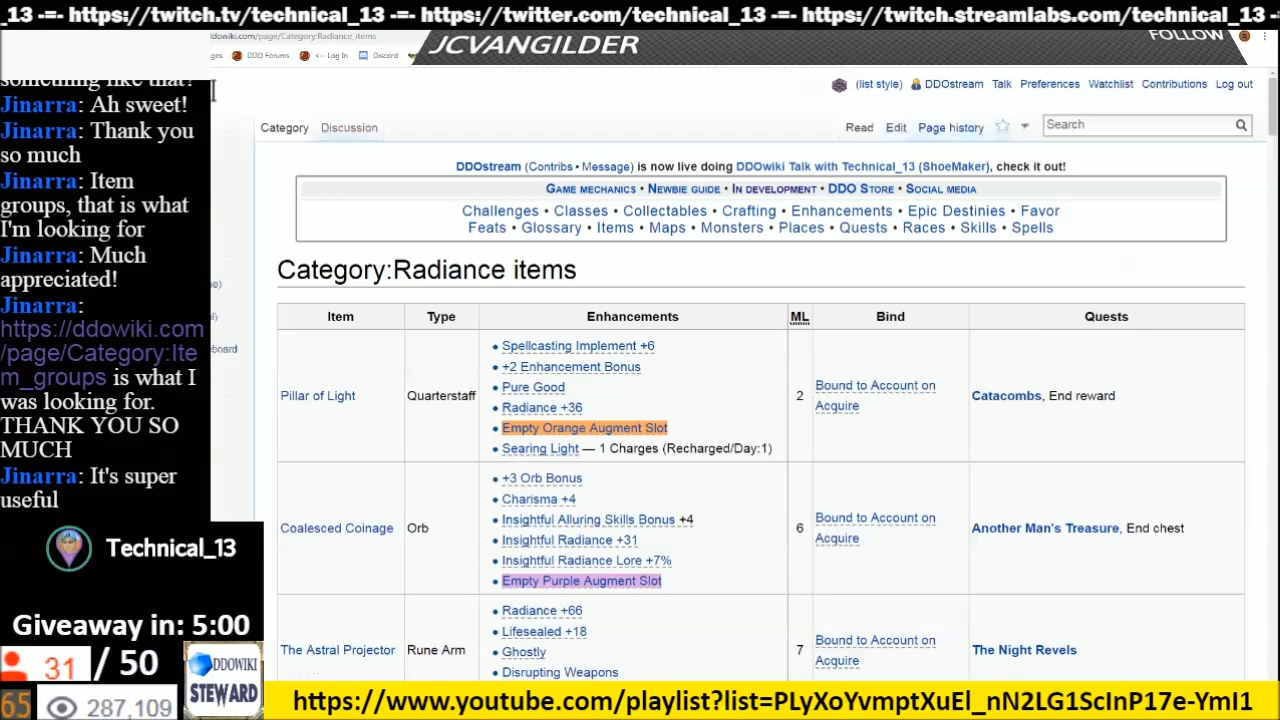 _13 -=- https://twitch.tv/technical_13 -=- https://twitter.com/technical_13 -=- https://twitch.streamlabs.com/technical_13 -=-
JCVANGILDER
FOLLOW
dowiki.com/page/Category:Radiance_items
ges.
DDO Forums
<-- Log In
Discord
something like that?
Jinarra: Ah sweet!
Jinarra: Thank you
so much
Jinarra: Item
groups, that is what
I'm looking for
Jinarra: Much
appreciated!
Jinarra:
https://ddowiki.com
/page/Category:Ite
m_groups is what I
was looking for.
THANK YOU SO
MUCH
Jinarra: It's super
useful
Technical_13
Giveaway in: 5:00
31 / 50
65
287,109
DDOWIKI
STEWARD
(list style) DDOstream Talk Preferences Watchlist Contributions Log out
Category Discussion
Read Edit Page history
Search
DDOstream (Contribs • Message) is now live doing DDOwiki Talk with Technical_13 (ShoeMaker), check it out!
Game mechanics • Newbie guide • In development • DDO Store • Social media
Challenges • Classes • Collectables • Crafting • Enhancements • Epic Destinies • Favor
Feats • Glossary • Items • Maps • Monsters • Places • Quests • Races • Skills • Spells
Category:Radiance items
Item Type Enhancements ML Bind Quests
Pillar of Light
Quarterstaff
• Spellcasting Implement +6
• +2 Enhancement Bonus
• Pure Good
• Radiance +36
• Empty Orange Augment Slot
• Searing Light — 1 Charges (Recharged/Day:1)
2
Bound to Account on
Acquire
Catacombs, End reward
Coalesced Coinage
Orb
• +3 Orb Bonus
• Charisma +4
• Insightful Alluring Skills Bonus +4
• Insightful Radiance +31
• Insightful Radiance Lore +7%
• Empty Purple Augment Slot
6
Bound to Account on
Acquire
Another Man's Treasure, End chest
The Astral Projector
Rune Arm
• Radiance +66
• Lifesealed +18
• Ghostly
• Disrupting Weapons
7
Bound to Account on
Acquire
The Night Revels
https://www.youtube.com/playlist?list=PLyXoYvmptXuEl_nN2LG1ScInP17e-YmI1